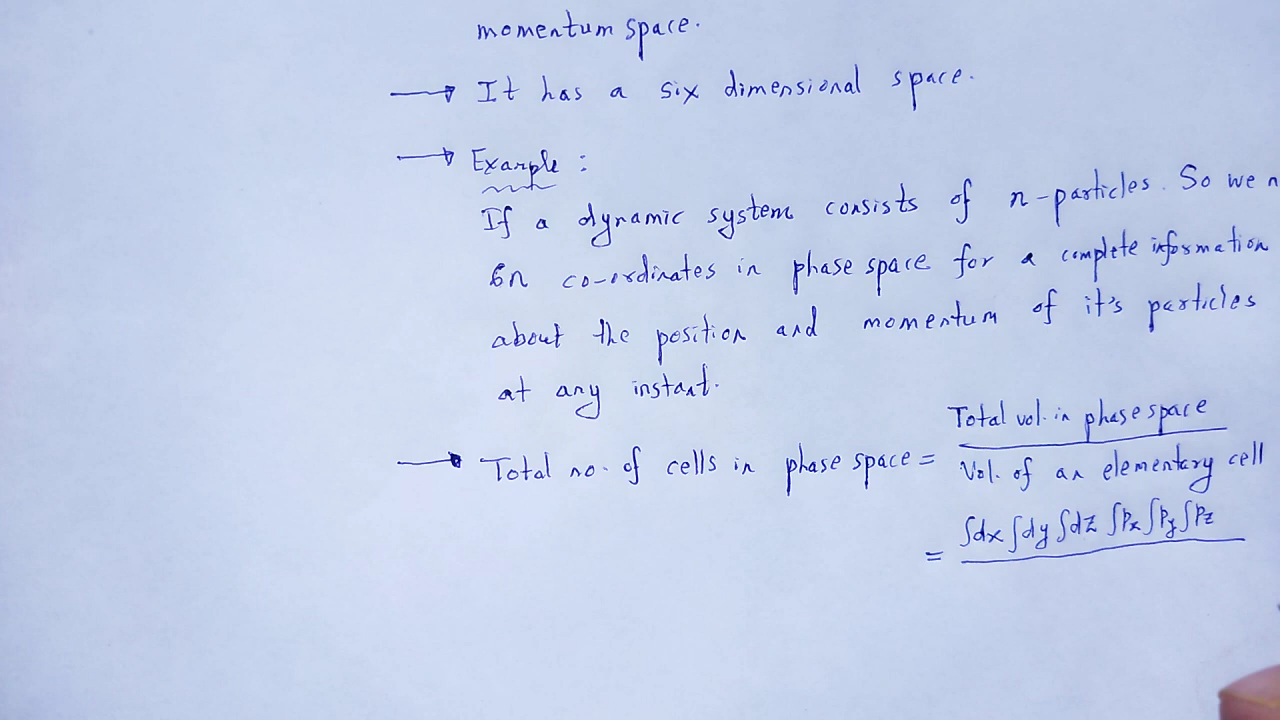 momentum space.
→ It has a six dimensional space.
→ Example :
If a dynamic system consists of n-particles. So we n
6n co-ordinates in phase space for a complete information
about the position and momentum of it's particles
at any instant.
→ Total no. of cells in phase space = Total vol. in phase space
Vol. of an elementary cell
= ∫dx ∫dy ∫dz ∫Px ∫Py ∫Pz